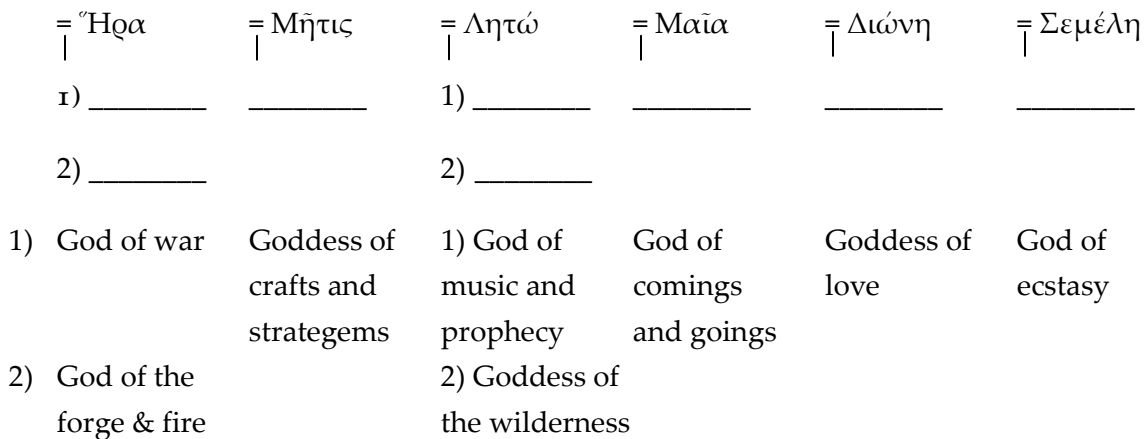 = Ἥρα = Μῆτις = Λητώ = Μαῖα = Διώνη = Σεμέλη
1) ________ ________ 1) ________ ________ ________ ________
2) ________ 2) ________
1) God of war Goddess of 1) God of God of Goddess of God of
crafts and music and comings love ecstasy
strategems prophecy and goings
2) God of the 2) Goddess of
forge & fire the wilderness